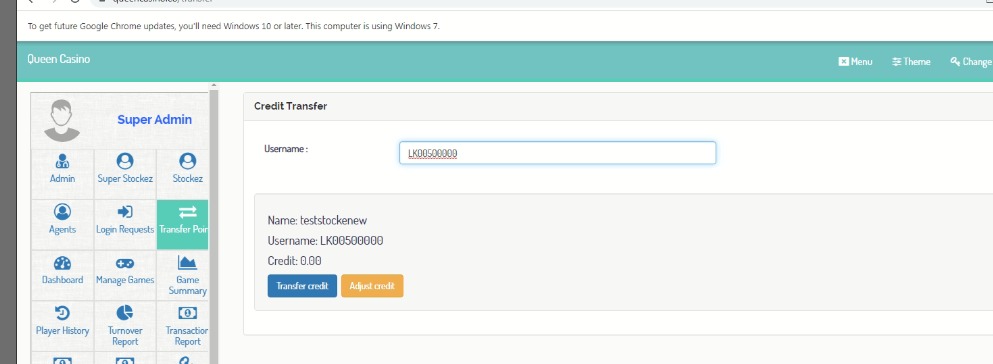 To get future Google Chrome updates, you'll need Windows 10 or later. This computer is using Windows 7.
Queen Casino
Menu
Theme
Change
Super Admin
Admin
Super Stockez
Stockez
Agents
Login Requests
Transfer Poin
Dashboard
Manage Games
Game
Summary
Player History
Turnover
Report
Transaction
Report
Credit Transfer
Username :
LK00500000
Name: teststockenew
Username: LK00500000
Credit: 0.00
Transfer credit
Adjust credit